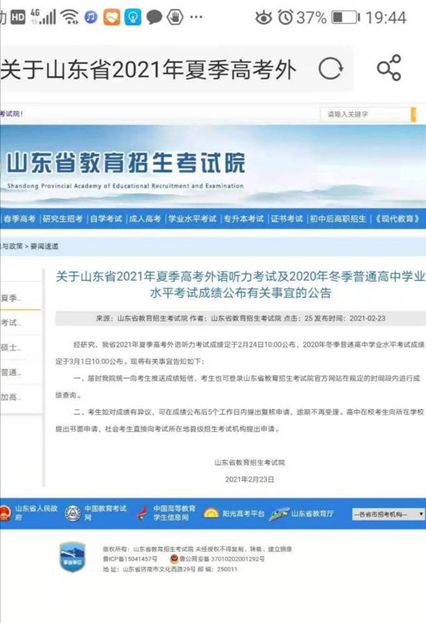 HD 4G ··· 37% 19:44
关于山东省2021年夏季高考外
考试院!
请输入关键字
山东省教育招生考试院
Shandong Provincial Academy of Educational Recruitment and Examination
春季高考 | 研究生招考 | 自学考试 | 成人高考 | 学业水平考试 | 专升本考试 | 证书考试 | 初中后高职招生 | 《现代教育》
与政策 > 要闻速递
关于山东省2021年夏季高考外语听力考试及2020年冬季普通高中学业
水平考试成绩公布有关事宜的公告
夏季..
考试..
硕士..
普通..
加高..
来源: 山东省教育招生考试院 作者: 山东省教育招生考试院 点击: 25 发布时间: 2021-02-23
经研究, 我省2021年夏季高考外语听力考试成绩定于2月24日10:00公布, 2020年冬季普通高中学业水平考试成绩
定于3月1日10:00公布。现将有关事宜告知如下:
一、届时我院统一向考生推送成绩短信, 考生也可登录山东省教育招生考试院官方网站在规定的时间段内进行成
绩查询。
二、考生如对成绩有异议, 可在成绩公布后5个工作日内提出复核申请, 逾期不再受理。高中在校考生向所在学校
提出书面申请, 社会考生直接向考试所在地县级招生考试机构提出申请。
山东省教育招生考试院
2021年2月23日
山东省人民政府
中国教育考试网
中国高等教育学生信息网
阳光高考平台
山东省教育厅
--各省市招考机构--
版权所有: 山东省教育招生考试院 未经授权不得复制、转载、建立镜像
鲁ICP备15041457号 鲁公网安备 37010202001292号
地 址: 山东省济南市文化西路29号 邮 编: 250011